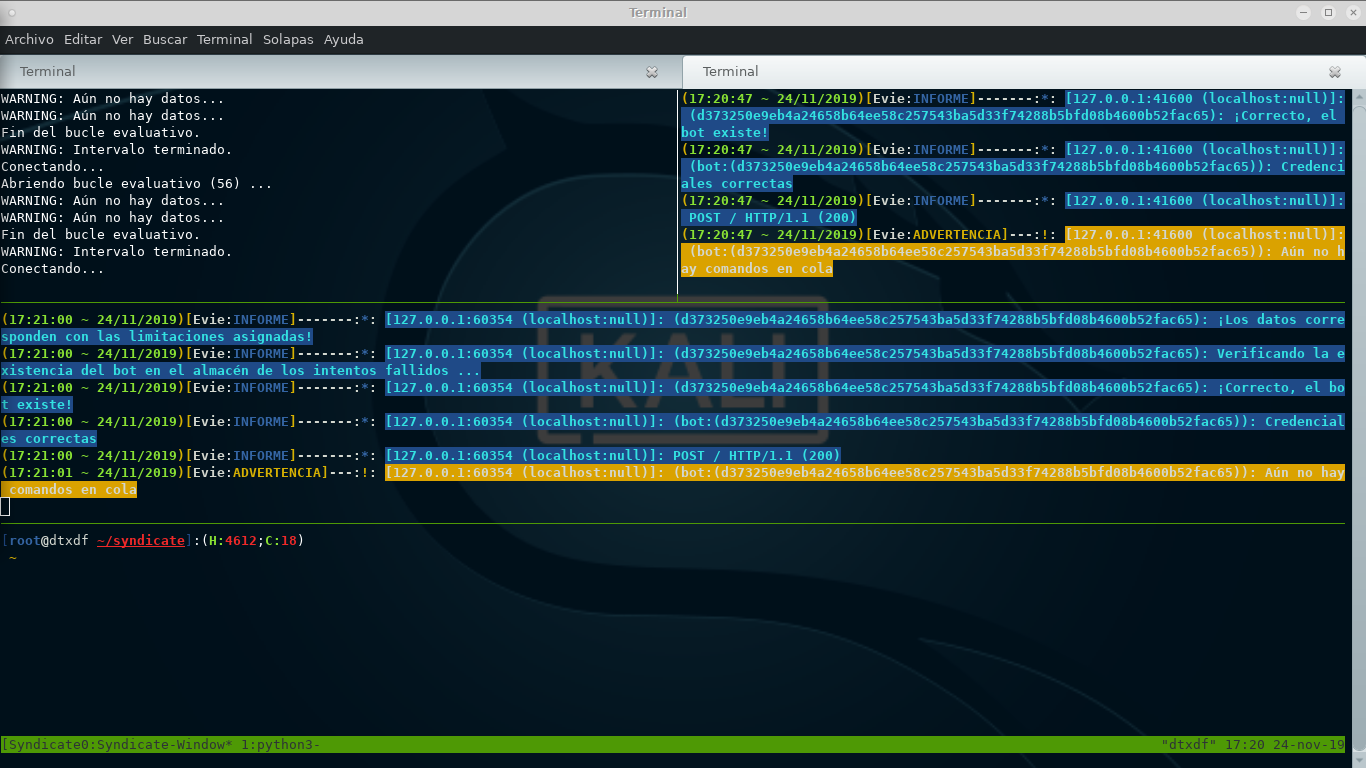 Terminal
Archivo Editar Ver Buscar Terminal Solapas Ayuda
Terminal
Terminal
WARNING: Aún no hay datos...
WARNING: Aún no hay datos...
Fin del bucle evaluativo.
WARNING: Intervalo terminado.
Conectando...
Abriendo bucle evaluativo (56) ...
WARNING: Aún no hay datos...
WARNING: Aún no hay datos...
Fin del bucle evaluativo.
WARNING: Intervalo terminado.
Conectando...
(17:20:47 ~ 24/11/2019)[Evie:INFORME]-------:*: [127.0.0.1:41600 (localhost:null)]:
(d373250e9eb4a24658b64ee58c257543ba5d33f74288b5bfd08b4600b52fac65): ¡Correcto, el
bot existe!
(17:20:47 ~ 24/11/2019)[Evie:INFORME]-------:*: [127.0.0.1:41600 (localhost:null)]:
(bot:(d373250e9eb4a24658b64ee58c257543ba5d33f74288b5bfd08b4600b52fac65)): Credenci
ales correctas
(17:20:47 ~ 24/11/2019)[Evie:INFORME]-------:*: [127.0.0.1:41600 (localhost:null)]:
POST / HTTP/1.1 (200)
(17:20:47 ~ 24/11/2019)[Evie:ADVERTENCIA]---:!: [127.0.0.1:41600 (localhost:null)]:
(bot:(d373250e9eb4a24658b64ee58c257543ba5d33f74288b5bfd08b4600b52fac65)): Aún no h
ay comandos en cola
(17:21:00 ~ 24/11/2019)[Evie:INFORME]-------:*: [127.0.0.1:60354 (localhost:null)]: (d373250e9eb4a24658b64ee58c257543ba5d33f74288b5bfd08b4600b52fac65): ¡Los datos corre
sponden con las limitaciones asignadas!
(17:21:00 ~ 24/11/2019)[Evie:INFORME]-------:*: [127.0.0.1:60354 (localhost:null)]: (d373250e9eb4a24658b64ee58c257543ba5d33f74288b5bfd08b4600b52fac65): Verificando la e
xistencia del bot en el almacén de los intentos fallidos ...
(17:21:00 ~ 24/11/2019)[Evie:INFORME]-------:*: [127.0.0.1:60354 (localhost:null)]: (d373250e9eb4a24658b64ee58c257543ba5d33f74288b5bfd08b4600b52fac65): ¡Correcto, el bo
t existe!
(17:21:00 ~ 24/11/2019)[Evie:INFORME]-------:*: [127.0.0.1:60354 (localhost:null)]: (bot:(d373250e9eb4a24658b64ee58c257543ba5d33f74288b5bfd08b4600b52fac65)): Credencial
es correctas
(17:21:00 ~ 24/11/2019)[Evie:INFORME]-------:*: [127.0.0.1:60354 (localhost:null)]: POST / HTTP/1.1 (200)
(17:21:01 ~ 24/11/2019)[Evie:ADVERTENCIA]---:!: [127.0.0.1:60354 (localhost:null)]: (bot:(d373250e9eb4a24658b64ee58c257543ba5d33f74288b5bfd08b4600b52fac65)): Aún no hay
comandos en cola
KALI
[root@dtxdf ~/syndicate]:(H:4612;C:18)
~
[Syndicate0:Syndicate-Window* 1:python3- "dtxdf" 17:20 24-nov-19